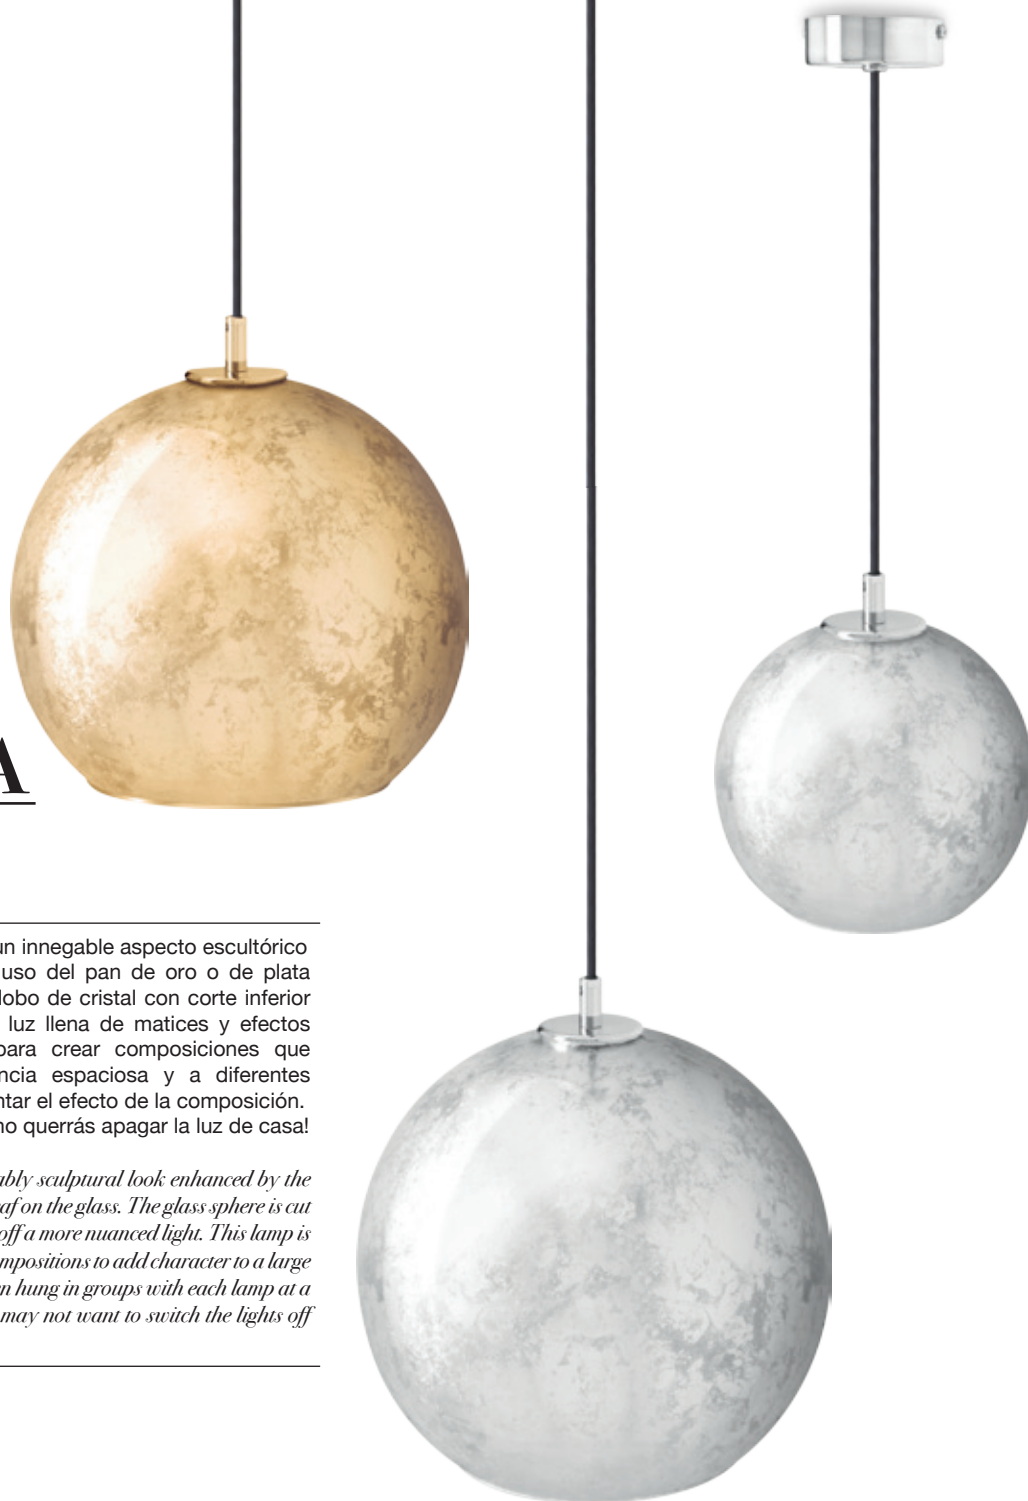 A
un innegable aspecto escultórico
uso del pan de oro o de plata
lobo de cristal con corte inferior
luz llena de matices y efectos
para crear composiciones que
ncia espaciosa y a diferentes
ntar el efecto de la composición.
no querrás apagar la luz de casa!
ably sculptural look enhanced by the
eaf on the glass. The glass sphere is cut
off a more nuanced light. This lamp is
mpositions to add character to a large
en hung in groups with each lamp at a
may not want to switch the lights off